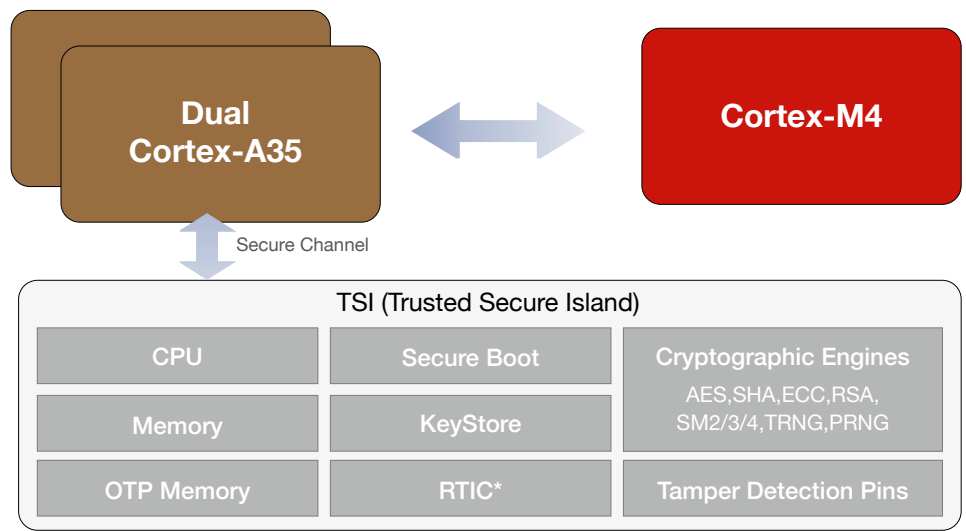 Dual
Cortex-A35
Cortex-M4
Secure Channel
TSI (Trusted Secure Island)
CPU
Secure Boot
Cryptographic Engines
AES,SHA,ECC,RSA,
SM2/3/4,TRNG,PRNG
Memory
KeyStore
OTP Memory
RTIC*
Tamper Detection Pins